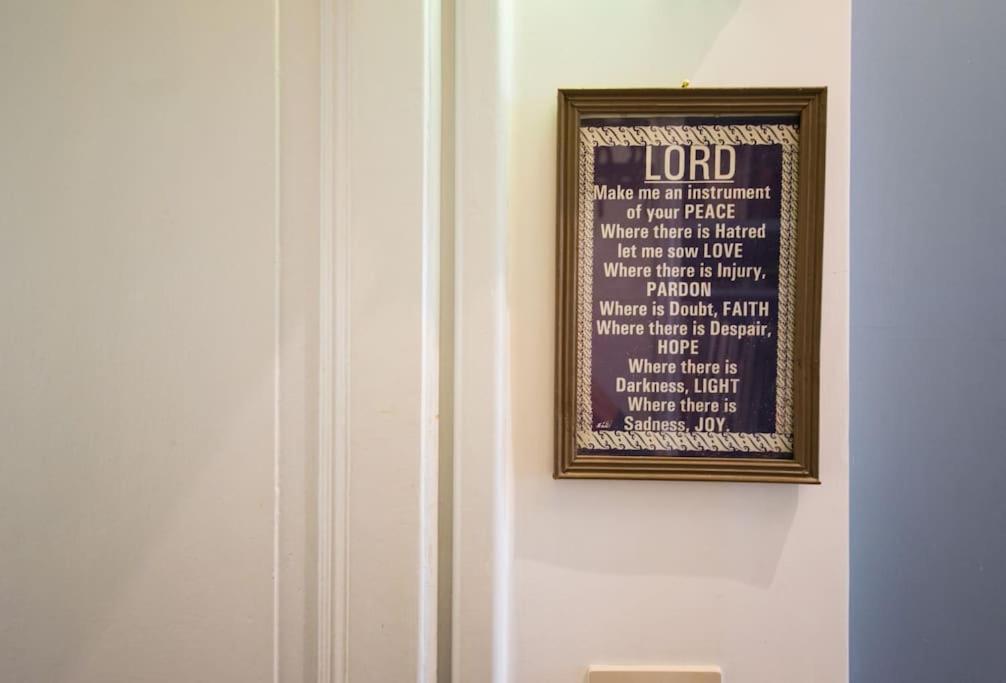 LORD
Make me an instrument
of your PEACE
Where there is Hatred
let me sow LOVE
Where there is Injury,
PARDON
Where is Doubt, FAITH
Where there is Despair,
HOPE
Where there is
Darkness, LIGHT
Where there is
Sadness, JOY.